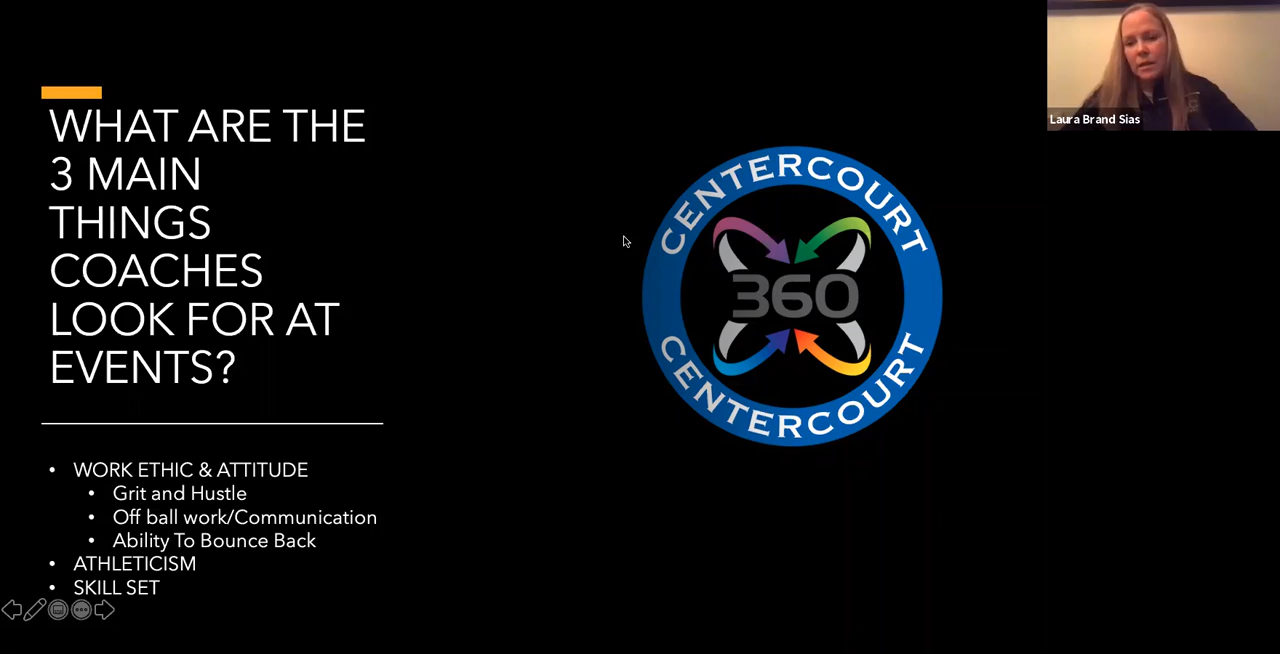 WHAT ARE THE
3 MAIN
THINGS
COACHES
LOOK FOR AT
EVENTS?
• WORK ETHIC & ATTITUDE
• Grit and Hustle
• Off ball work/Communication
• Ability To Bounce Back
• ATHLETICISM
• SKILL SET
CENTERCOURT
360
CENTERCOURT
Laura Brand Sias